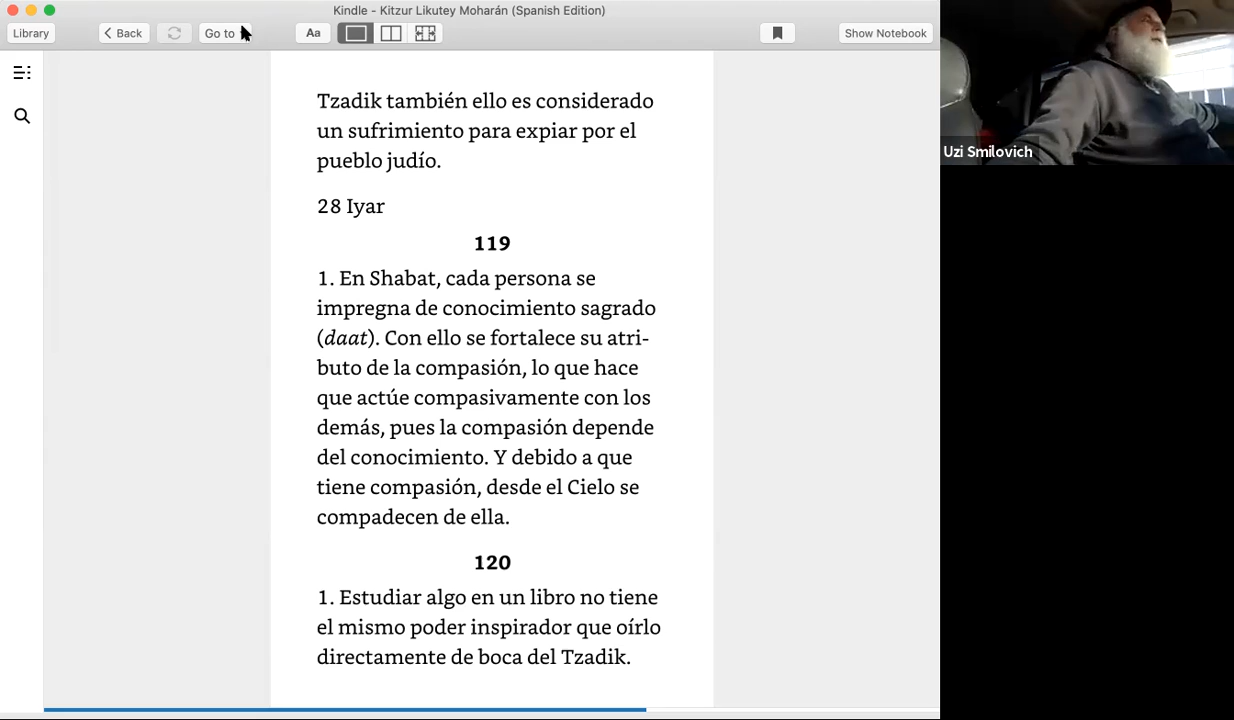 Kindle - Kitzur Likutey Moharán (Spanish Edition)
Library
Back
Go to
Aa
Show Notebook
Uzi Smilovich
Tzadik también ello es considerado
un sufrimiento para expiar por el
pueblo judío.
28 Iyar
119
1. En Shabat, cada persona se
impregna de conocimiento sagrado
(daat). Con ello se fortalece su atri-
buto de la compasión, lo que hace
que actúe compasivamente con los
demás, pues la compasión depende
del conocimiento. Y debido a que
tiene compasión, desde el Cielo se
compadecen de ella.
120
1. Estudiar algo en un libro no tiene
el mismo poder inspirador que oírlo
directamente de boca del Tzadik.